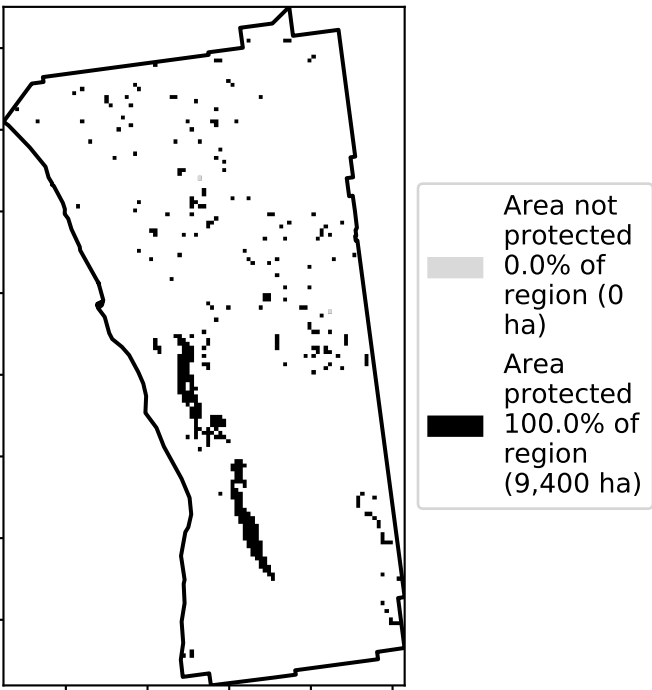 Area not
protected
0.0% of
region (0
ha)
Area
protected
100.0% of
region
(9,400 ha)